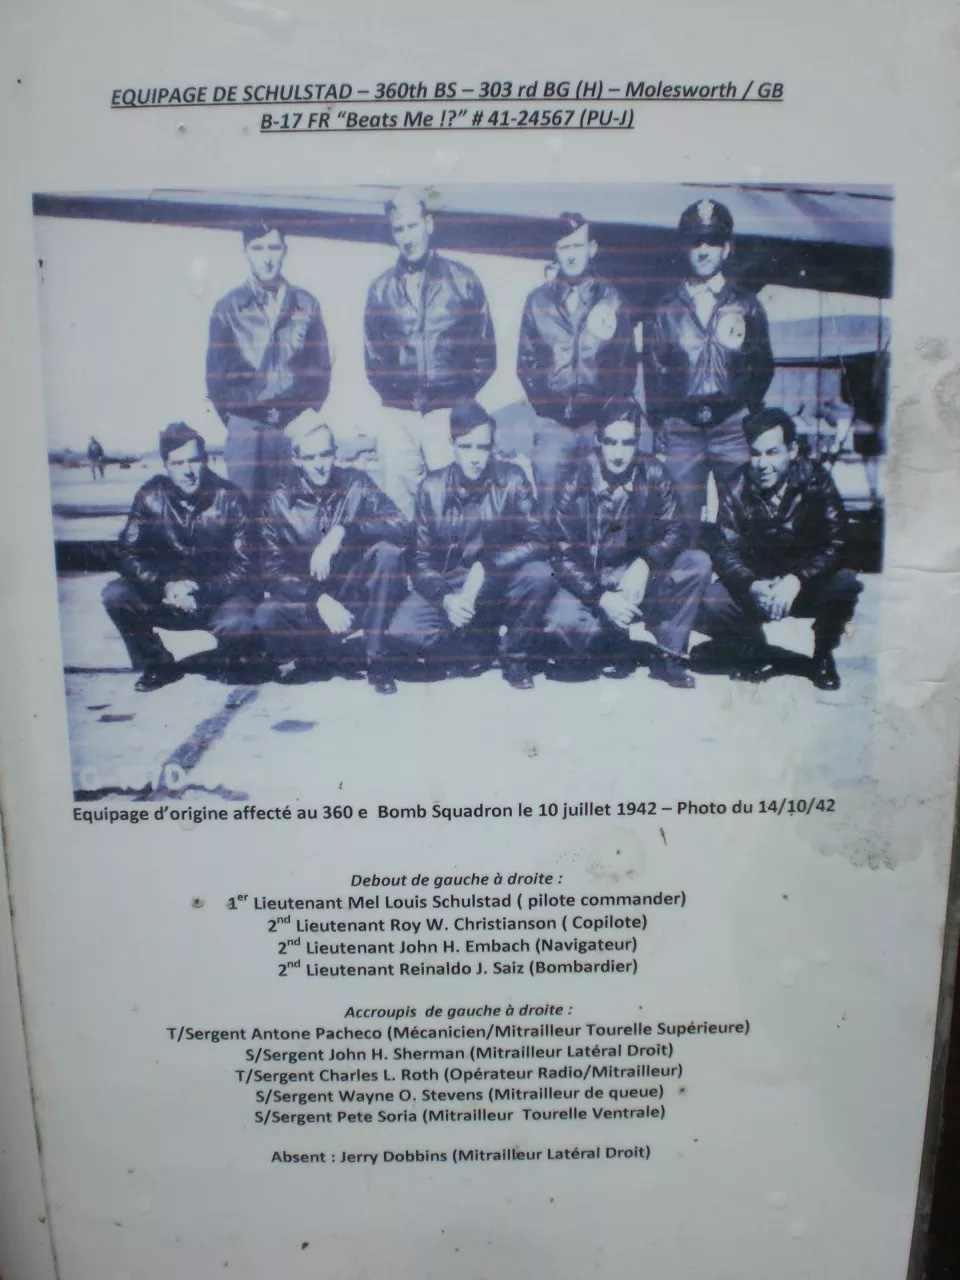 EQUIPAGE DE SCHULSTAD – 360th BS – 303 rd BG (H) – Molesworth / GB
B-17 FR “Beats Me !?” # 41-24567 (PU-J)
Equipage d’origine affecté au 360 e Bomb Squadron le 10 juillet 1942 – Photo du 14/10/42
Debout de gauche à droite :
1er Lieutenant Mel Louis Schulstad ( pilote commander)
2nd Lieutenant Roy W. Christianson ( Copilote)
2nd Lieutenant John H. Embach (Navigateur)
2nd Lieutenant Reinaldo J. Saiz (Bombardier)
Accroupis de gauche à droite :
T/Sergent Antone Pacheco (Mécanicien/Mitrailleur Tourelle Supérieure)
S/Sergent John H. Sherman (Mitrailleur Latéral Droit)
T/Sergent Charles L. Roth (Opérateur Radio/Mitrailleur)
S/Sergent Wayne O. Stevens (Mitrailleur de queue)
S/Sergent Pete Soria (Mitrailleur Tourelle Ventrale)
Absent : Jerry Dobbins (Mitrailleur Latéral Droit)